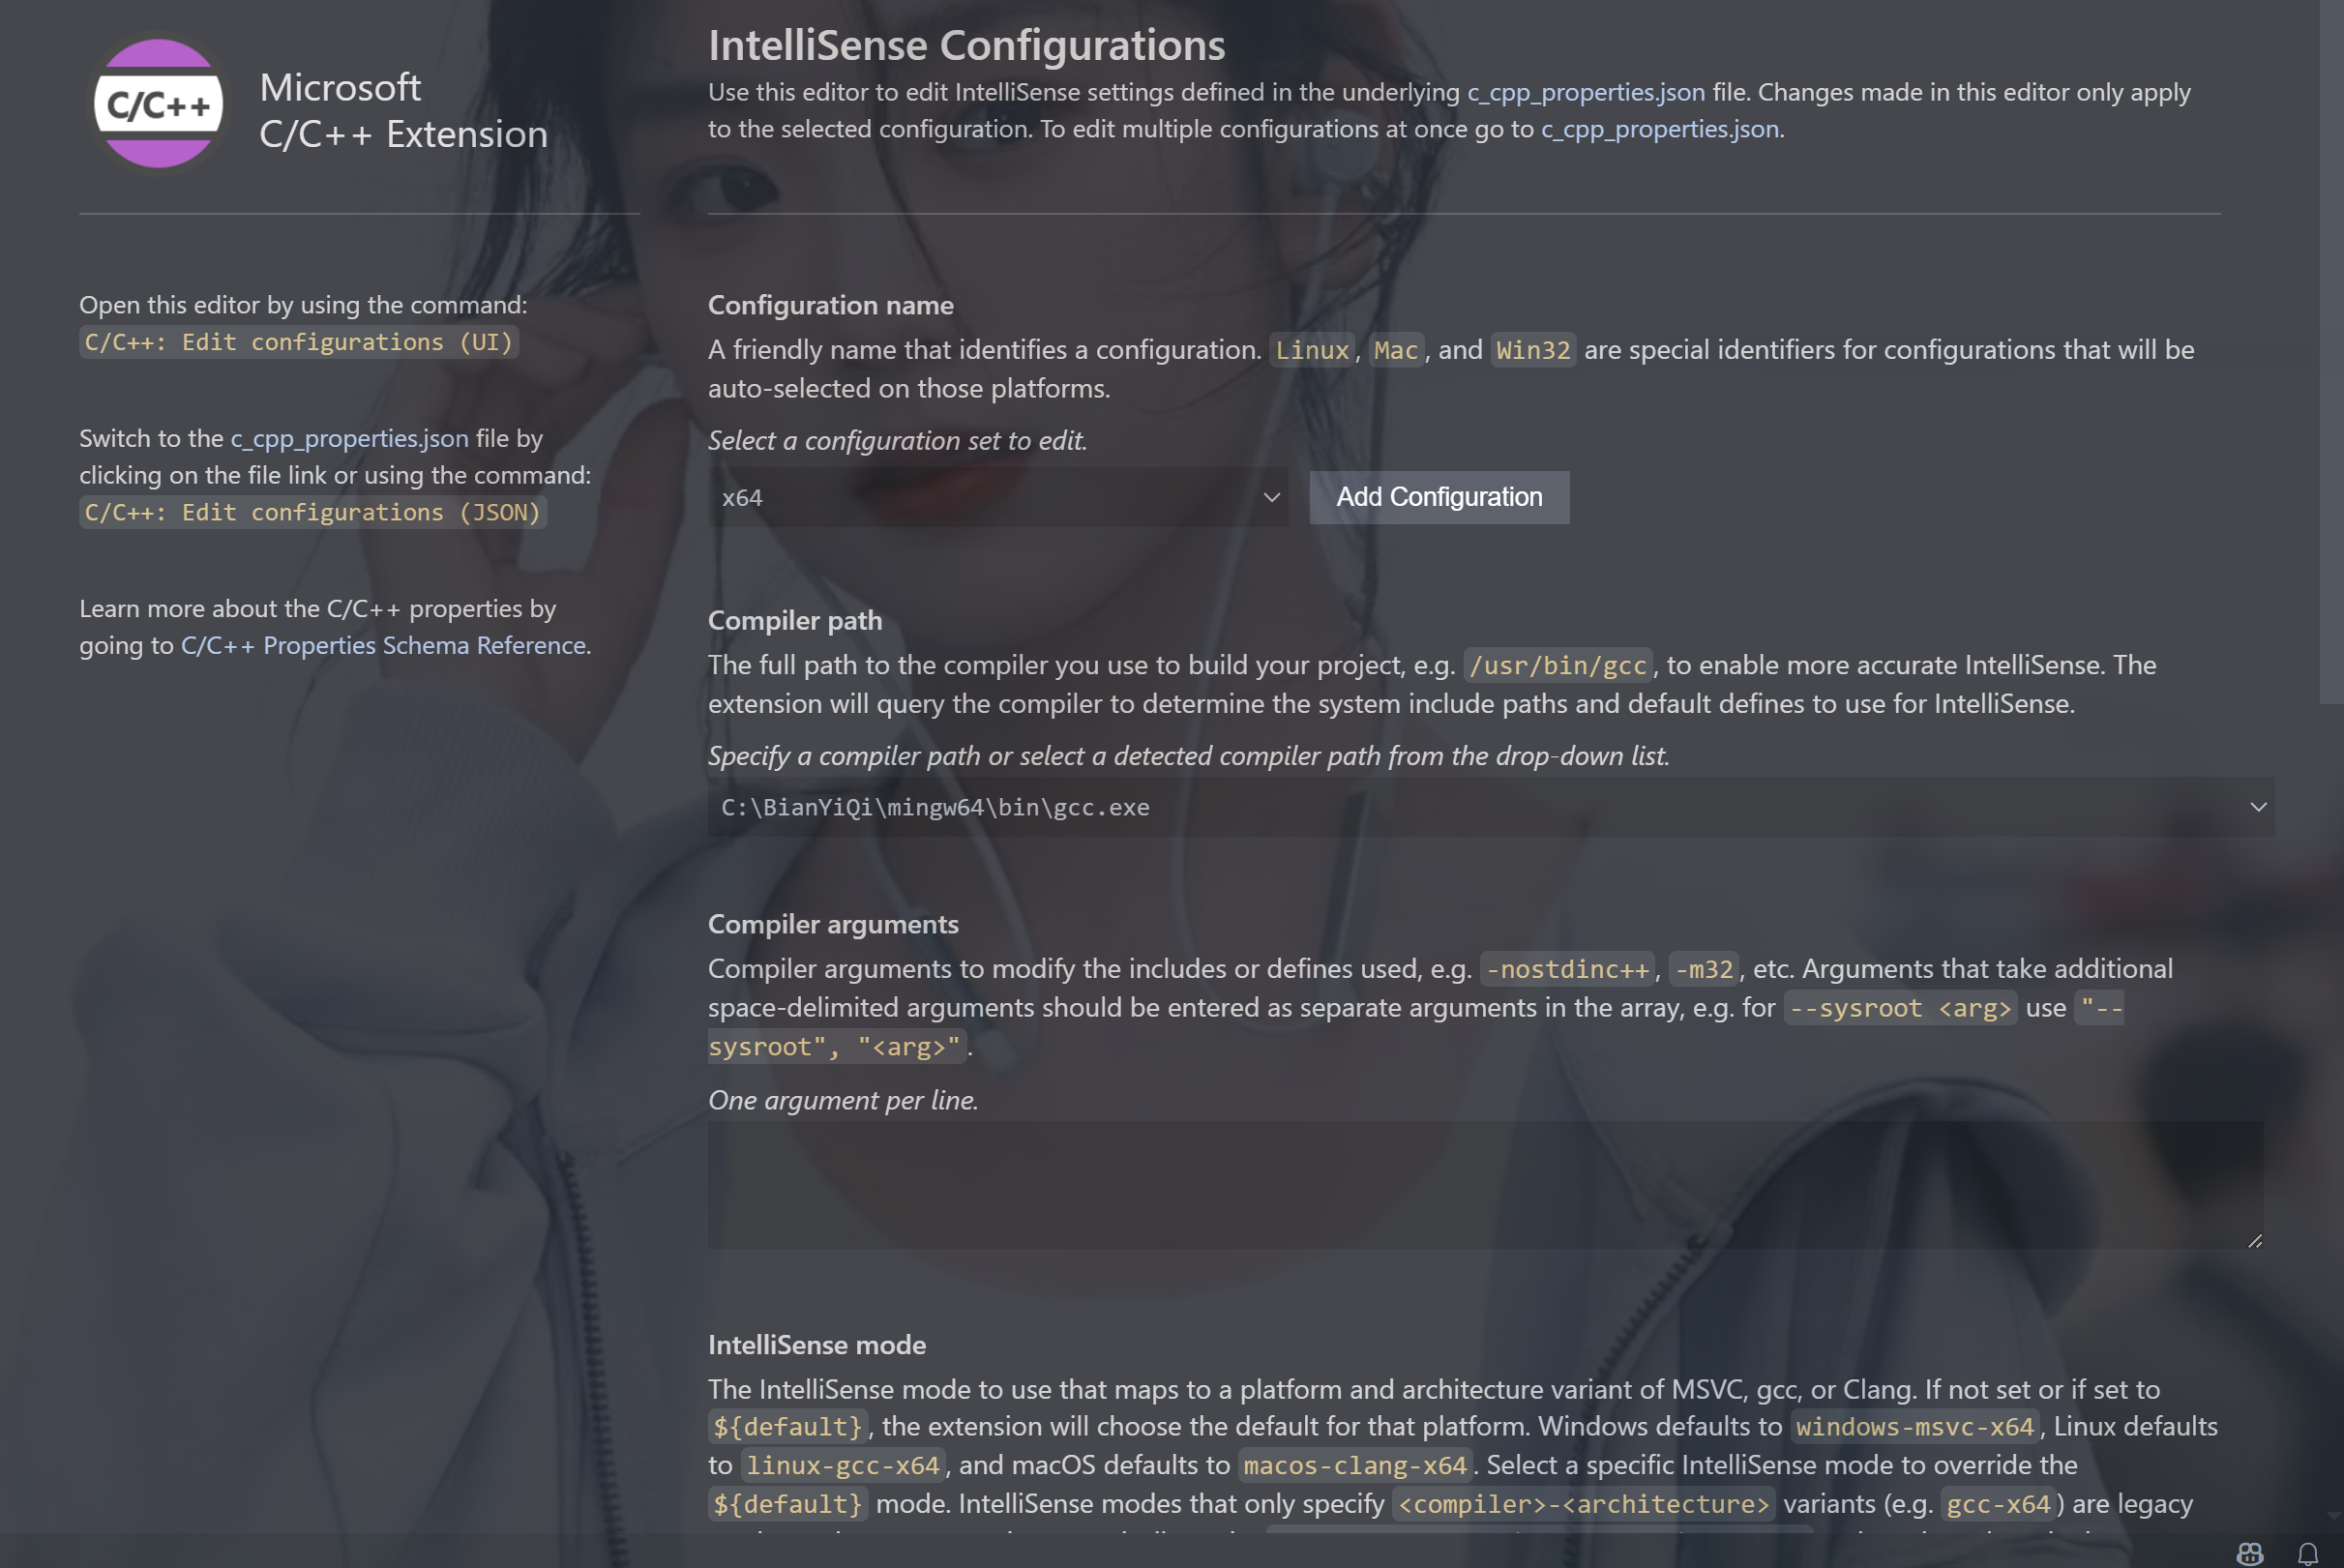 C/C++
Microsoft
C/C++ Extension
Open this editor by using the command:
C/C++: Edit configurations (UI)
Switch to the c_cpp_properties.json file by
clicking on the file link or using the command:
C/C++: Edit configurations (JSON)
Learn more about the C/C++ properties by
going to C/C++ Properties Schema Reference.
IntelliSense Configurations
Use this editor to edit IntelliSense settings defined in the underlying c_cpp_properties.json file. Changes made in this editor only apply
to the selected configuration. To edit multiple configurations at once go to c_cpp_properties.json.
Configuration name
A friendly name that identifies a configuration. Linux, Mac, and Win32 are special identifiers for configurations that will be
auto-selected on those platforms.
Select a configuration set to edit.
x64
Add Configuration
Compiler path
The full path to the compiler you use to build your project, e.g. /usr/bin/gcc, to enable more accurate IntelliSense. The
extension will query the compiler to determine the system include paths and default defines to use for IntelliSense.
Specify a compiler path or select a detected compiler path from the drop-down list.
C:\BianYiQi\mingw64\bin\gcc.exe
Compiler arguments
Compiler arguments to modify the includes or defines used, e.g. -nostdinc++, -m32, etc. Arguments that take additional
space-delimited arguments should be entered as separate arguments in the array, e.g. for --sysroot <arg> use "--
sysroot", "<arg>".
One argument per line.
IntelliSense mode
The IntelliSense mode to use that maps to a platform and architecture variant of MSVC, gcc, or Clang. If not set or if set to
${default}, the extension will choose the default for that platform. Windows defaults to windows-msvc-x64, Linux defaults
to linux-gcc-x64, and macOS defaults to macos-clang-x64. Select a specific IntelliSense mode to override the
${default} mode. IntelliSense modes that only specify <compiler>-<architecture> variants (e.g. gcc-x64) are legacy